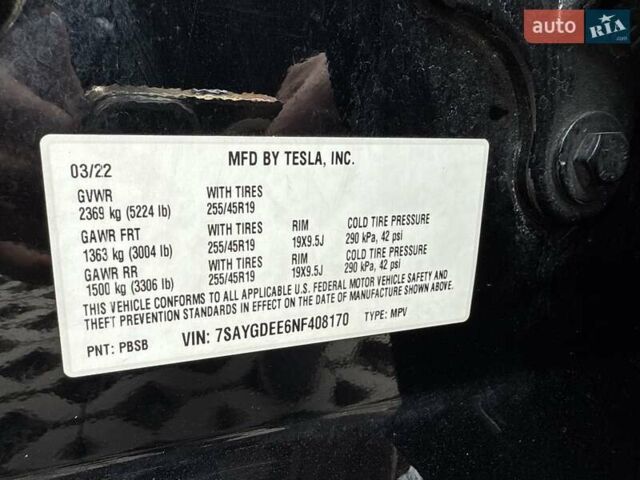 auto RIA.com
03/22 MFD BY TESLA, INC.
GVWR WITH TIRES
2369 kg (5224 lb) 255/45R19
GAWR FRT WITH TIRES RIM COLD TIRE PRESSURE
1363 kg (3004 lb) 255/45R19 19X9.5J 290 kPa, 42 psi
GAWR RR WITH TIRES RIM COLD TIRE PRESSURE
1500 kg (3306 lb) 255/45R19 19X9.5J 290 kPa, 42 psi
THIS VEHICLE CONFORMS TO ALL APPLICABLE U.S. FEDERAL MOTOR VEHICLE SAFETY AND
THEFT PREVENTION STANDARDS IN EFFECT ON THE DATE OF MANUFACTURE SHOWN ABOVE.
PNT: PBSB VIN: 7SAYGDEE6NF408170 TYPE: MPV